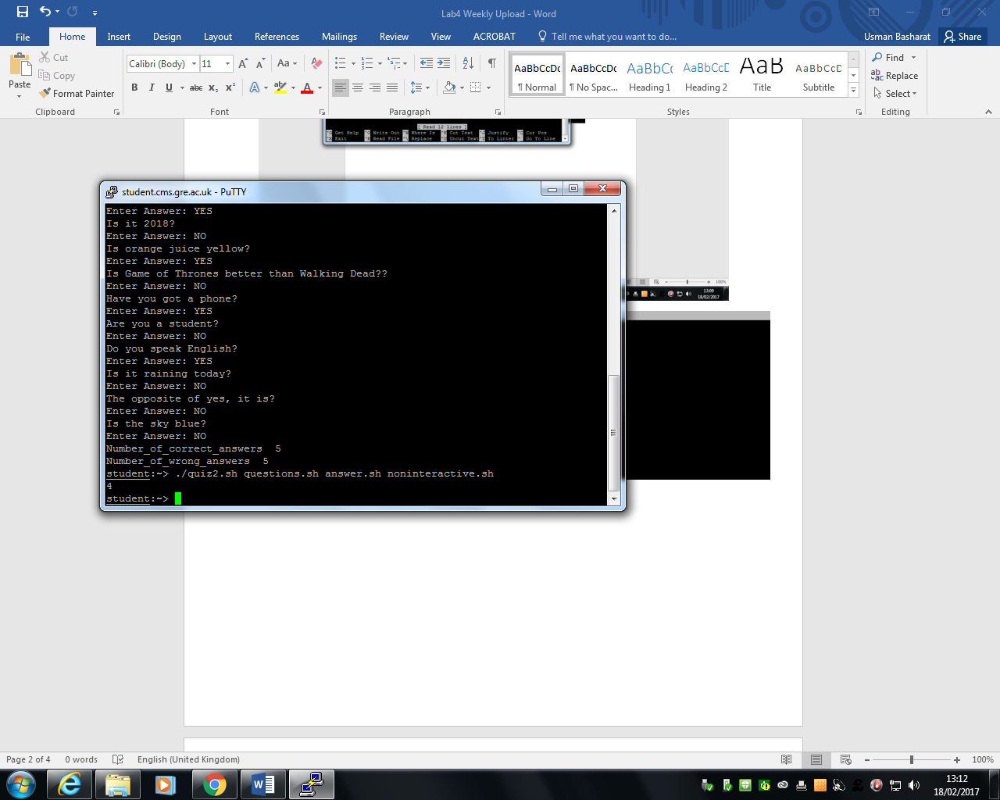 Lab4 Weekly Upload - Word
File Home Insert Design Layout References Mailings Review View ACROBAT Tell me what you want to do... Usman Basharat Share
Paste Cut Calibri (Body) 11 Aa AaBbCcDc AaBbCcDc AaBbCc AaBbCcD AaB AaBbCcD Find
Copy Replace
Format Painter B I U abc x₂ x² A ab A ¶ Normal ¶ No Spac... Heading 1 Heading 2 Title Subtitle Select
Clipboard Font Paragraph Styles Editing
[ Read 12 lines ]
^G Get Help ^O Write Out ^W Where Is ^K Cut Text ^J Justify ^C Cur Pos
^X Exit ^R Read File ^\ Replace ^U Uncut Text ^T To Linter ^_ Go To Line
student.cms.gre.ac.uk - PuTTY
Enter Answer: YES
Is it 2018?
Enter Answer: NO
Is orange juice yellow?
Enter Answer: YES
Is Game of Thrones better than Walking Dead??
Enter Answer: NO
Have you got a phone?
Enter Answer: YES
Are you a student?
Enter Answer: NO
Do you speak English?
Enter Answer: YES
Is it raining today?
Enter Answer: NO
The opposite of yes, it is?
Enter Answer: NO
Is the sky blue?
Enter Answer: NO
Number_of_correct_answers  5
Number_of_wrong_answers  5
student:~> ./quiz2.sh questions.sh answer.sh noninteractive.sh
4
student:~>
100%
13:09
18/02/2017
Page 2 of 4 0 words English (United Kingdom) 100%
13:12
18/02/2017